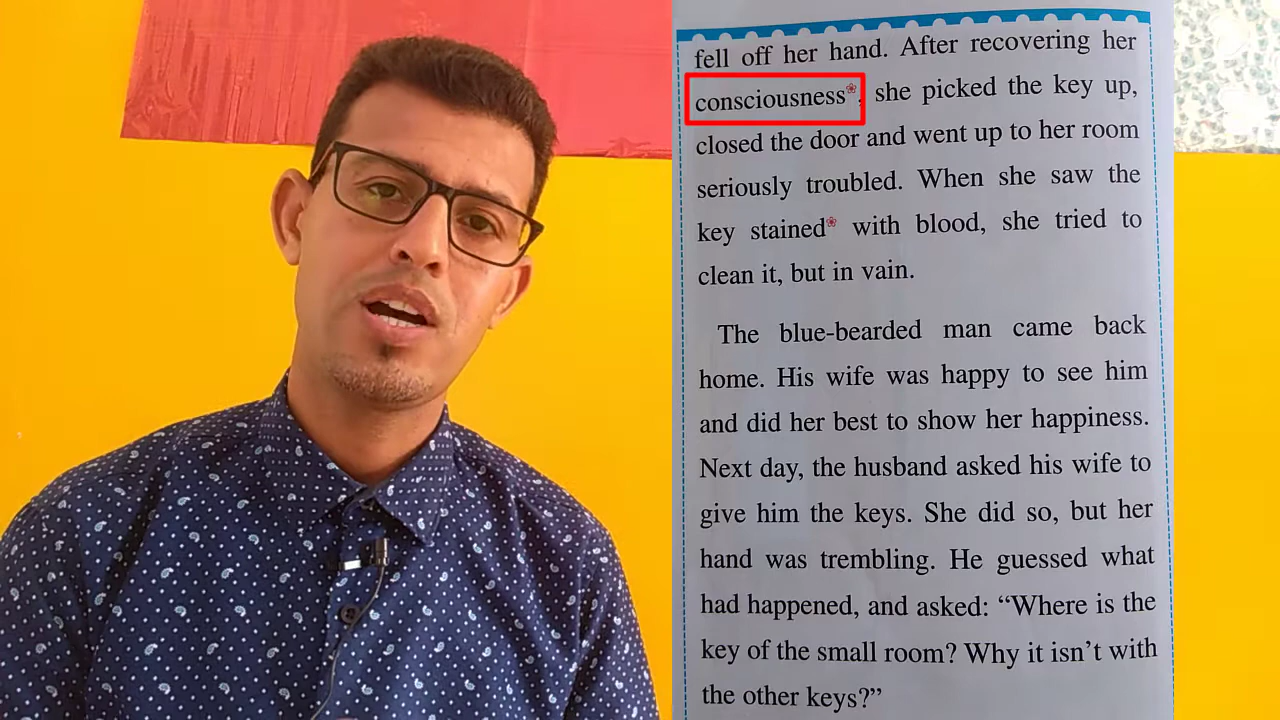 fell off her hand. After recovering her
consciousness, she picked the key up,
closed the door and went up to her room
seriously troubled. When she saw the
key stained with blood, she tried to
clean it, but in vain.
The blue-bearded man came back
home. His wife was happy to see him
and did her best to show her happiness.
Next day, the husband asked his wife to
give him the keys. She did so, but her
hand was trembling. He guessed what
had happened, and asked: “Where is the
key of the small room? Why it isn’t with
the other keys?”